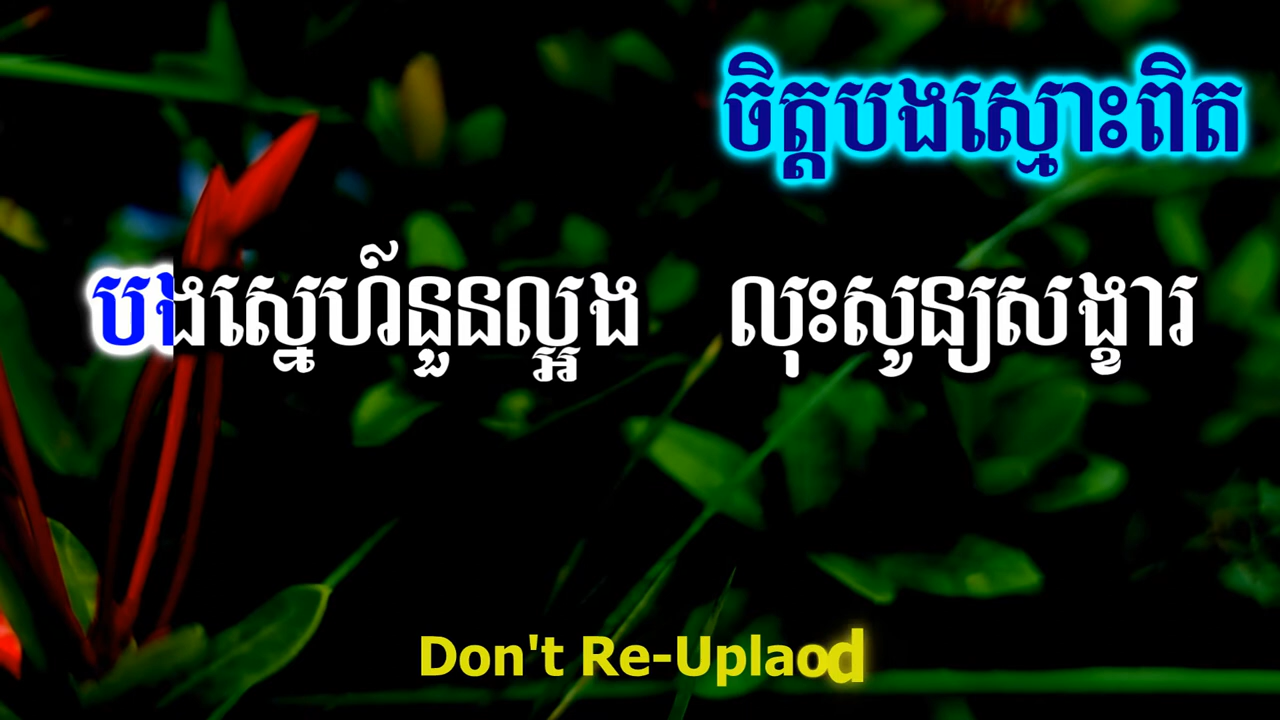 ចិត្តបងស្មោះពិត
បងស្នេហ៍នួនល្អង លុះសូន្យសង្ខារ
Don't Re-Uplaod